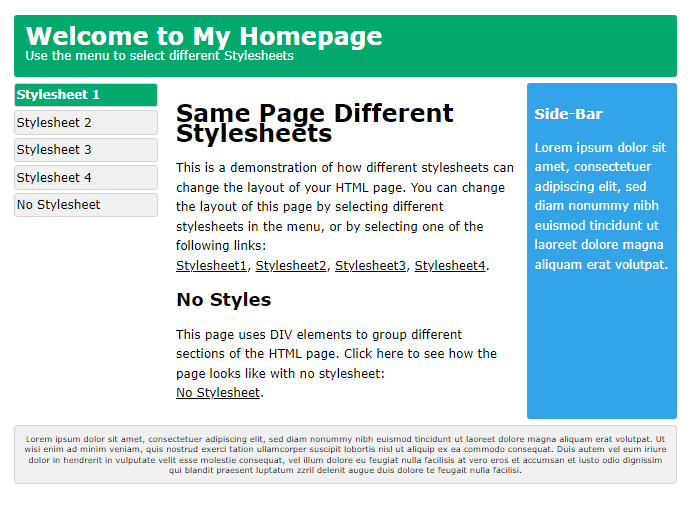 Welcome to My Homepage
Use the menu to select different Stylesheets
Stylesheet 1
Stylesheet 2
Stylesheet 3
Stylesheet 4
No Stylesheet
Same Page Different
Stylesheets
This is a demonstration of how different stylesheets can
change the layout of your HTML page. You can change
the layout of this page by selecting different
stylesheets in the menu, or by selecting one of the
following links:
Stylesheet1, Stylesheet2, Stylesheet3, Stylesheet4.
No Styles
This page uses DIV elements to group different
sections of the HTML page. Click here to see how the
page looks like with no stylesheet:
No Stylesheet.
Side-Bar
Lorem ipsum dolor sit
amet, consectetuer
adipiscing elit, sed
diam nonummy nibh
euismod tincidunt ut
laoreet dolore magna
aliquam erat volutpat.
Lorem ipsum dolor sit amet, consectetuer adipiscing elit, sed diam nonummy nibh euismod tincidunt ut laoreet dolore magna aliquam erat volutpat. Ut
wisi enim ad minim veniam, quis nostrud exerci tation ullamcorper suscipit lobortis nisl ut aliquip ex ea commodo consequat. Duis autem vel eum iriure
dolor in hendrerit in vulputate velit esse molestie consequat, vel illum dolore eu feugiat nulla facilisis at vero eros et accumsan et iusto odio dignissim
qui blandit praesent luptatum zzril delenit augue duis dolore te feugait nulla facilisi.